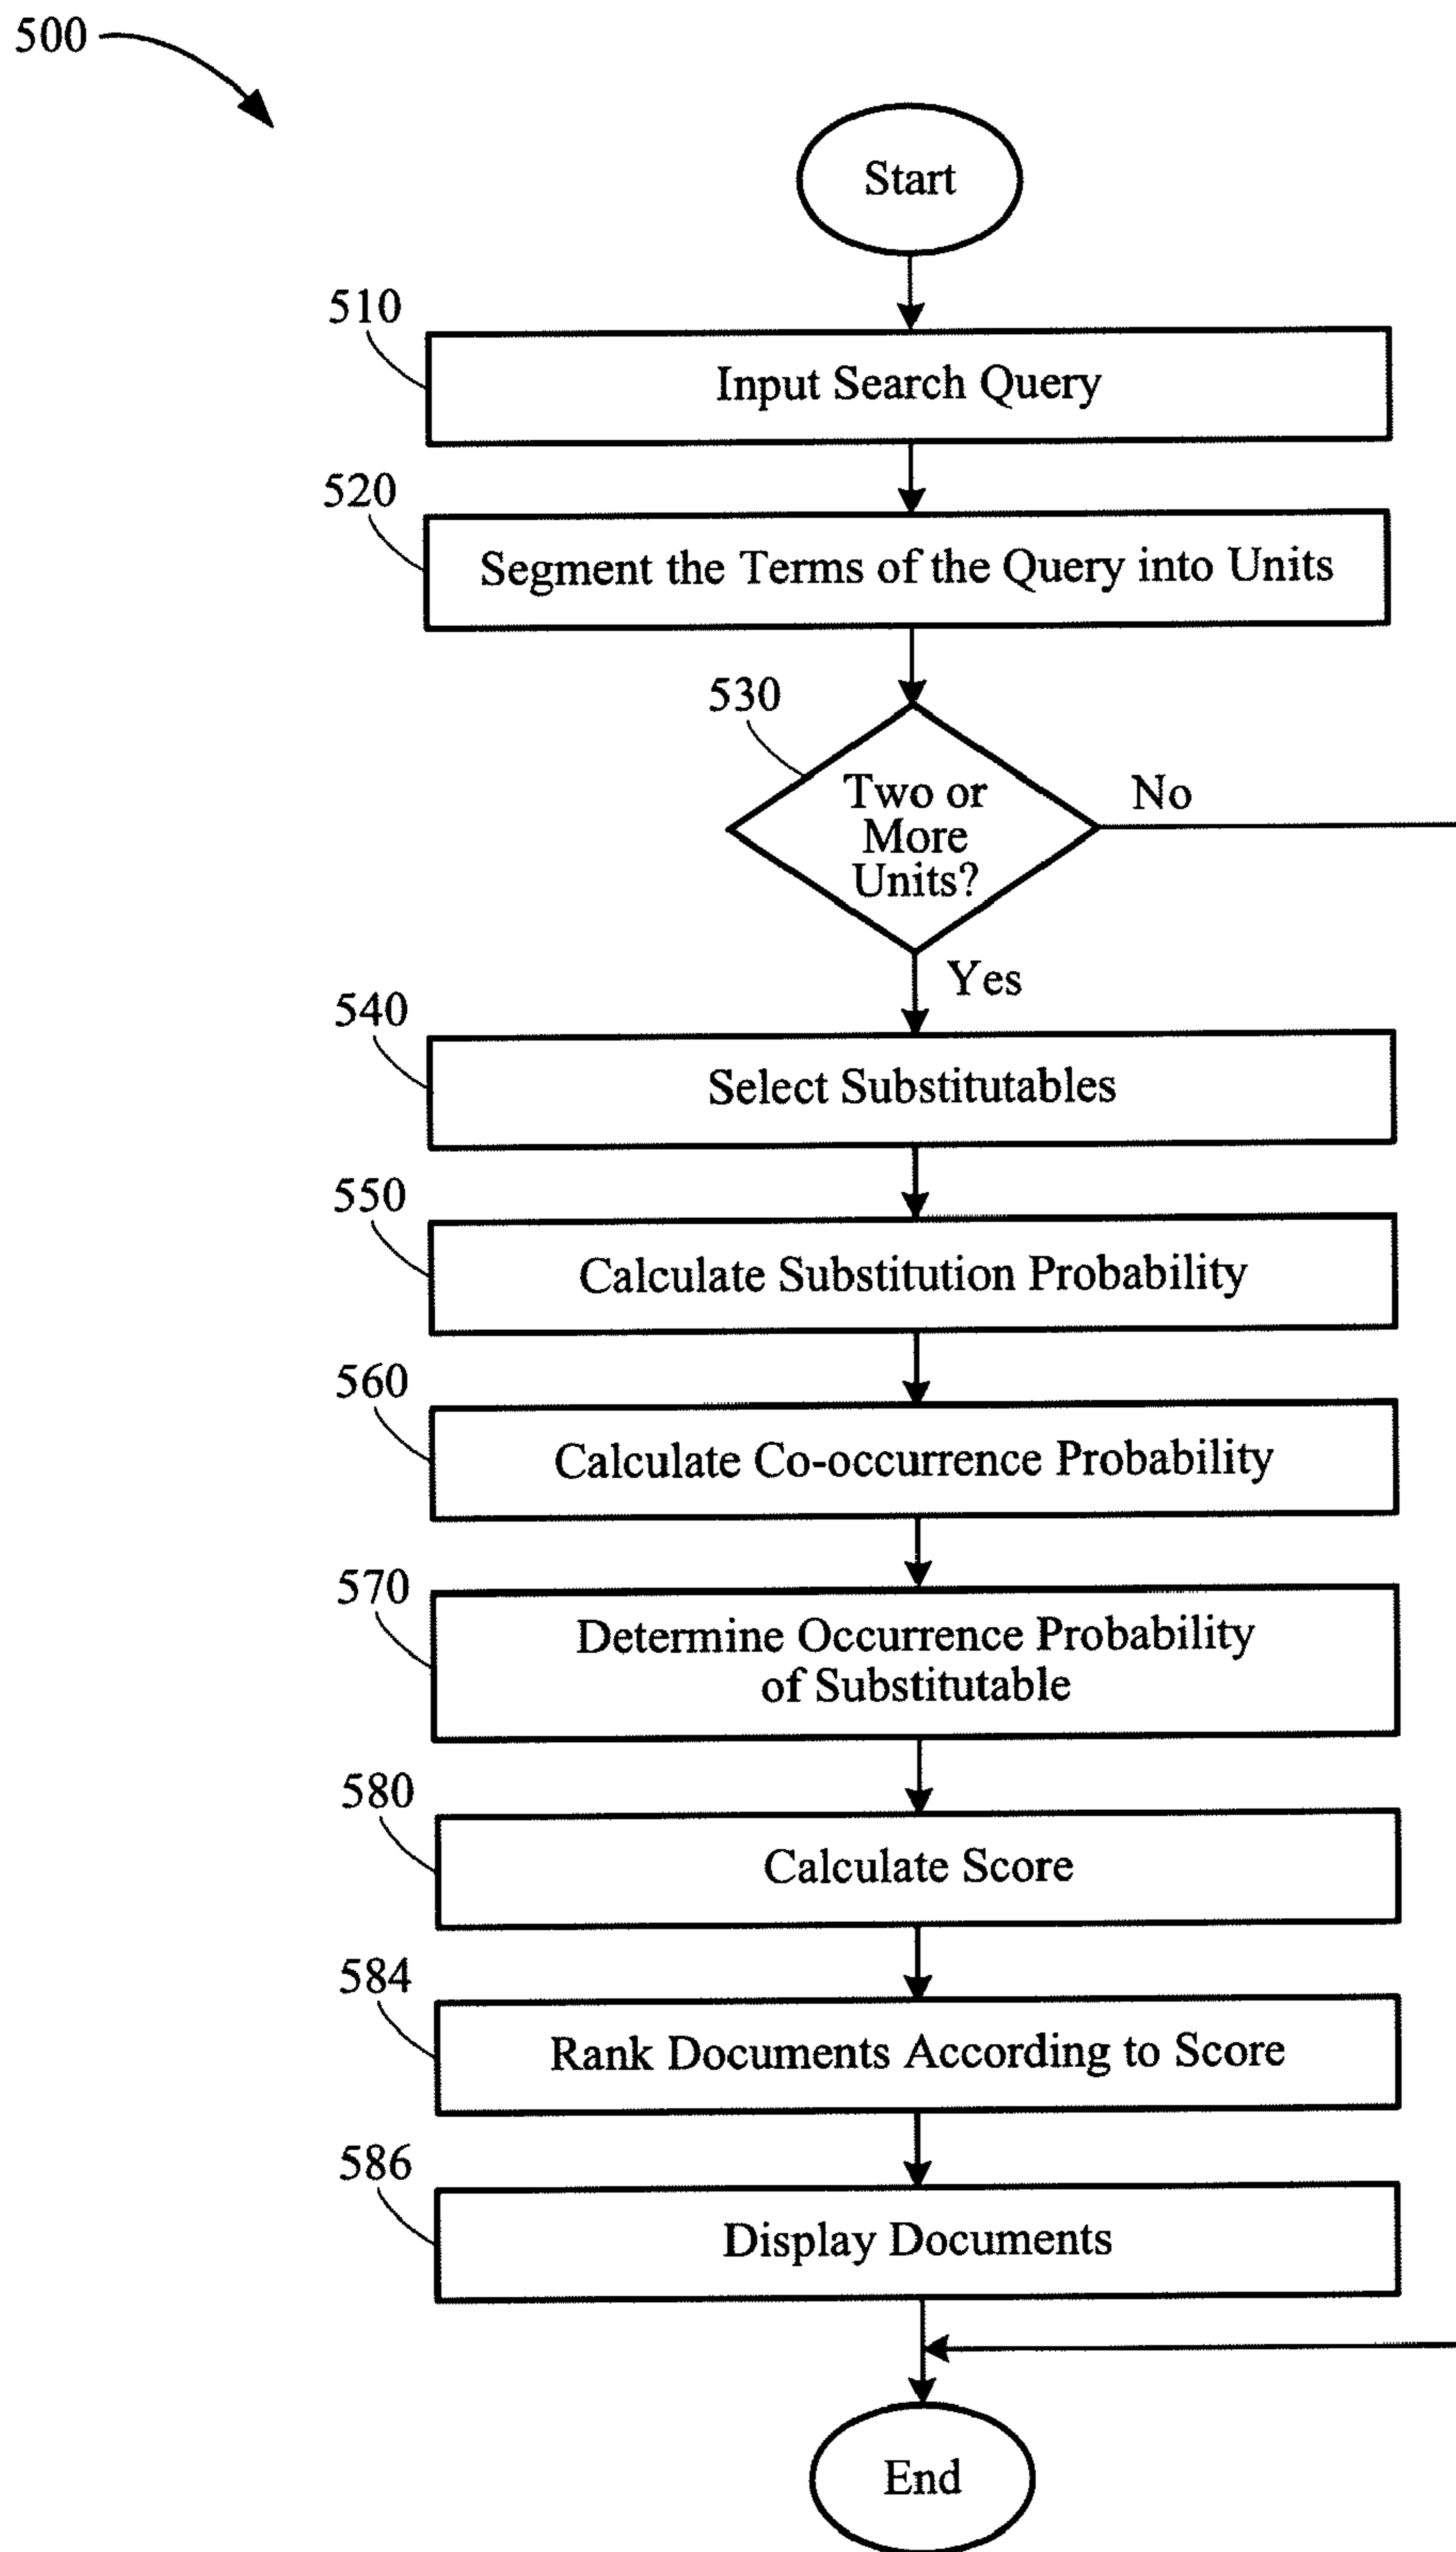 500
Start
510
Input Search Query
520
Segment the Terms of the Query into Units
530
Two or
More
Units?
No
Yes
540
Select Substitutables
550
Calculate Substitution Probability
560
Calculate Co-occurrence Probability
570
Determine Occurrence Probability
of Substitutable
580
Calculate Score
584
Rank Documents According to Score
586
Display Documents
End